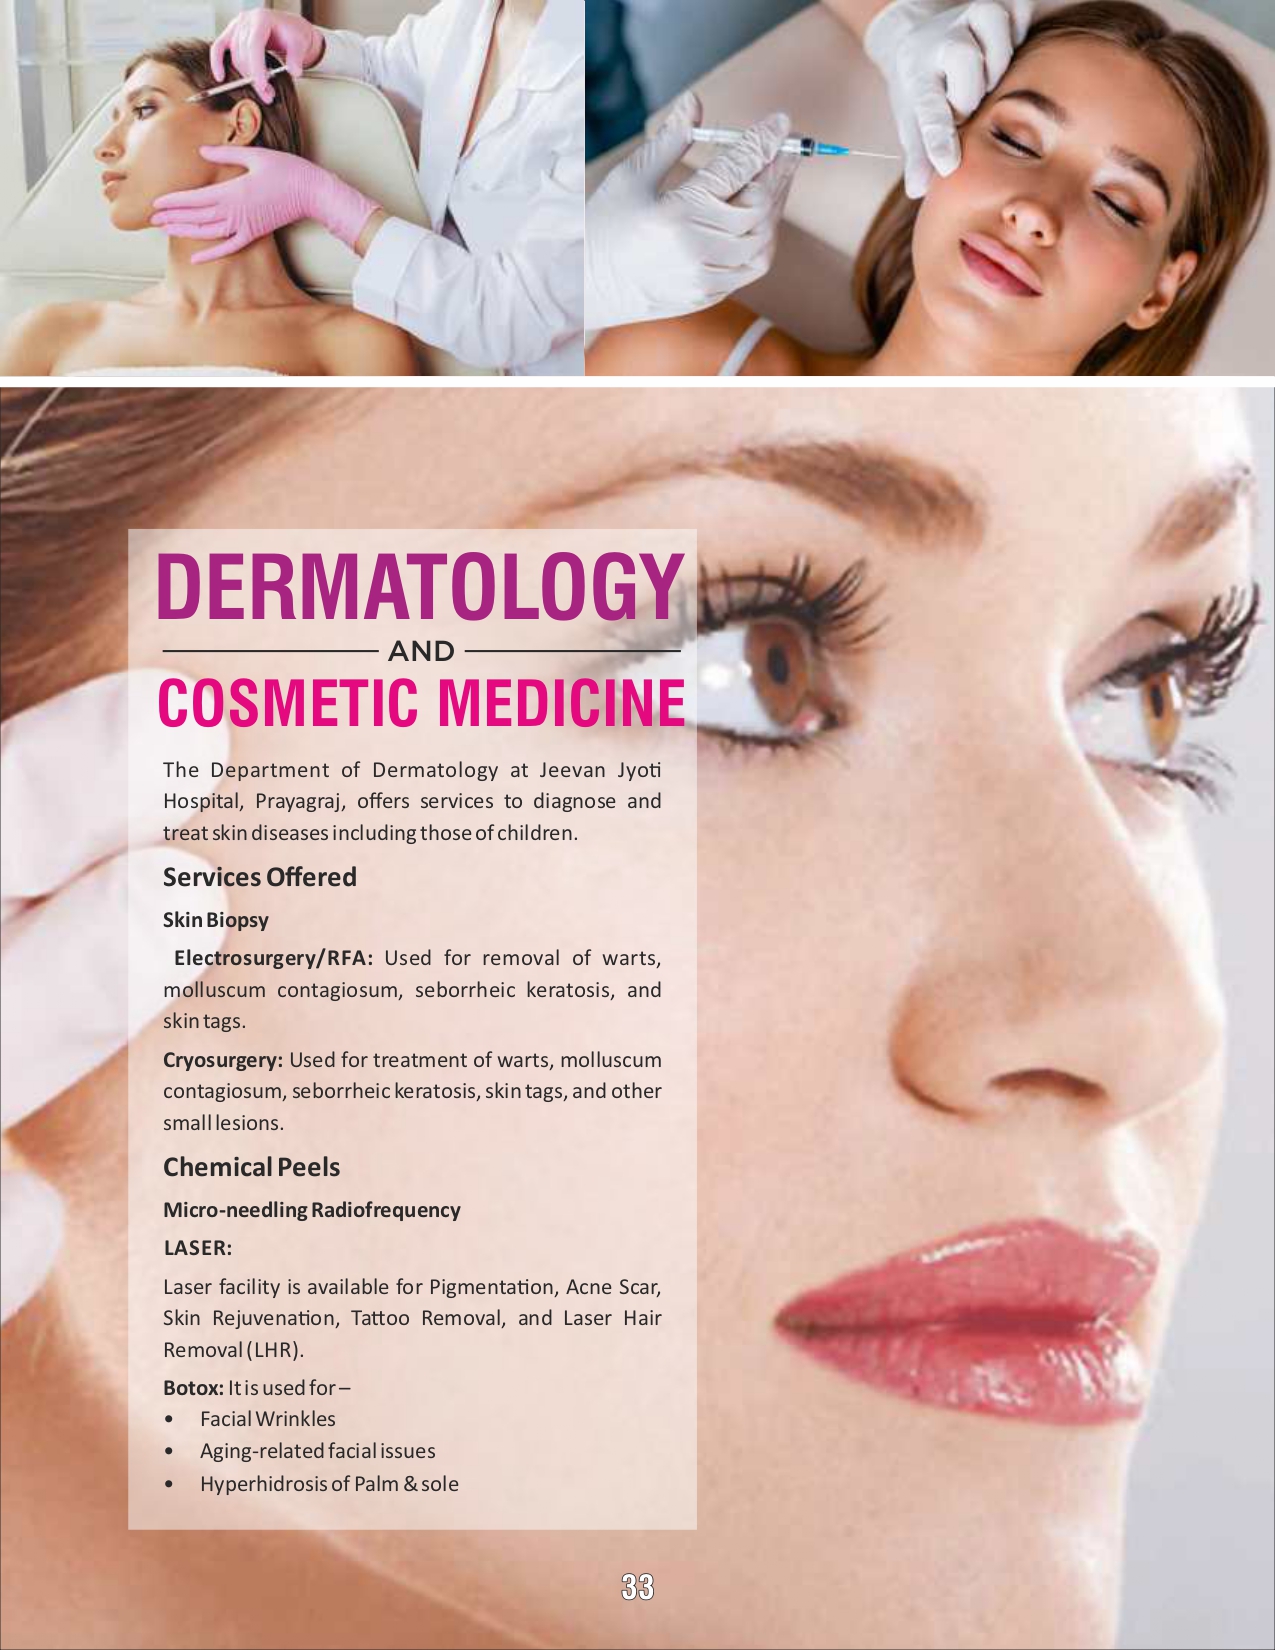 DERMATOLOGY
AND
COSMETIC MEDICINE
The Department of Dermatology at Jeevan Jyoti
Hospital, Prayagraj, offers services to diagnose and
treat skin diseases including those of children.
Services Offered
Skin Biopsy
Electrosurgery/RFA: Used for removal of warts,
molluscum contagiosum, seborrheic keratosis, and
skin tags.
Cryosurgery: Used for treatment of warts, molluscum
contagiosum, seborrheic keratosis, skin tags, and other
small lesions.
Chemical Peels
Micro-needling Radiofrequency
LASER:
Laser facility is available for Pigmentation, Acne Scar,
Skin Rejuvenation, Tattoo Removal, and Laser Hair
Removal (LHR).
Botox: It is used for –
• Facial Wrinkles
• Aging-related facial issues
• Hyperhidrosis of Palm & sole
33